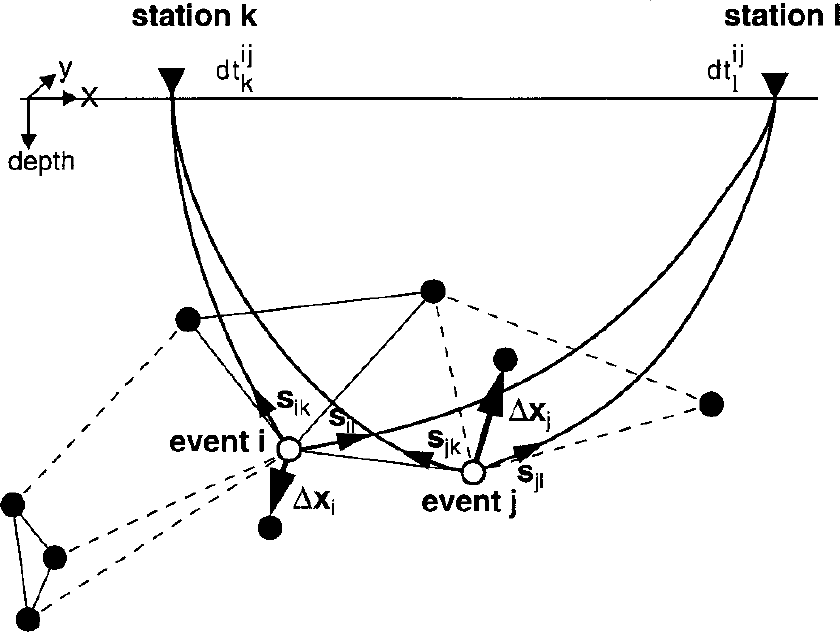 station k
station l
dt_k^ij
dt_l^ij
y
x
depth
s_ik
s_il
Δx_j
event i
s_jk
s_jl
event j
Δx_i